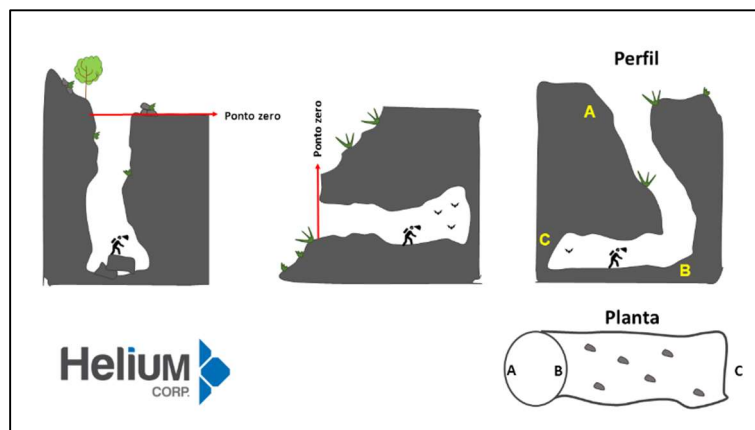 Ponto zero
Ponto zero
Perfil
A
C
B
HeliUM
CORP.
Planta
A
B
C